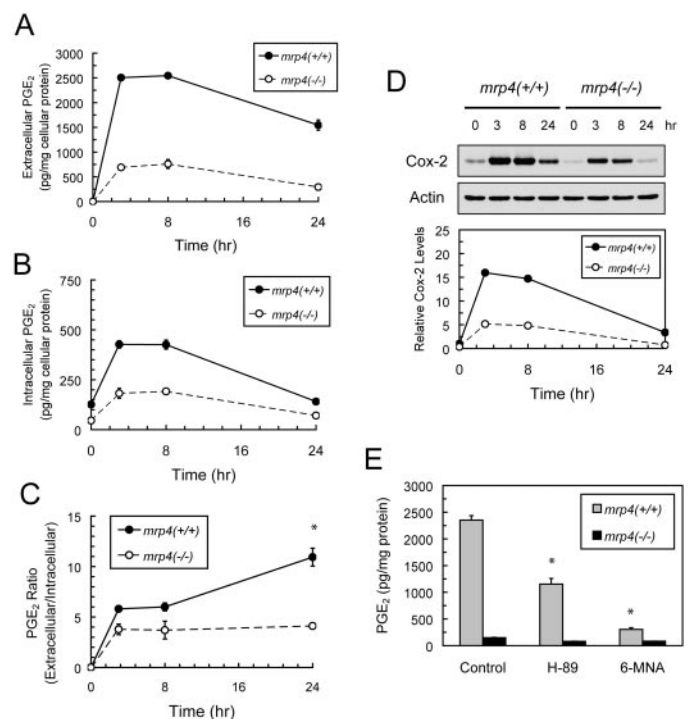 A
Extracellular PGE2
(pg/mg cellular protein)
3000
2500
2000
1500
1000
500
0
mrp4(+/+)
mrp4(-/-)
0
8
16
24
Time (hr)
B
Intracellular PGE2
(pg/mg cellular protein)
750
500
250
0
mrp4(+/+)
mrp4(-/-)
0
8
16
24
Time (hr)
C
PGE2 Ratio
(Extracellular/Intracellular)
15
10
5
0
mrp4(+/+)
mrp4(-/-)
*
0
8
16
24
Time (hr)
D
mrp4(+/+) mrp4(-/-)
0 3 8 24 0 3 8 24 hr
Cox-2
Actin
Relative Cox-2 Levels
25
20
15
10
5
0
mrp4(+/+)
mrp4(-/-)
0
8
16
24
Time (hr)
E
PGE2 (pg/mg protein)
3000
2500
2000
1500
1000
500
0
mrp4(+/+)
mrp4(-/-)
*
*
Control H-89 6-MNA